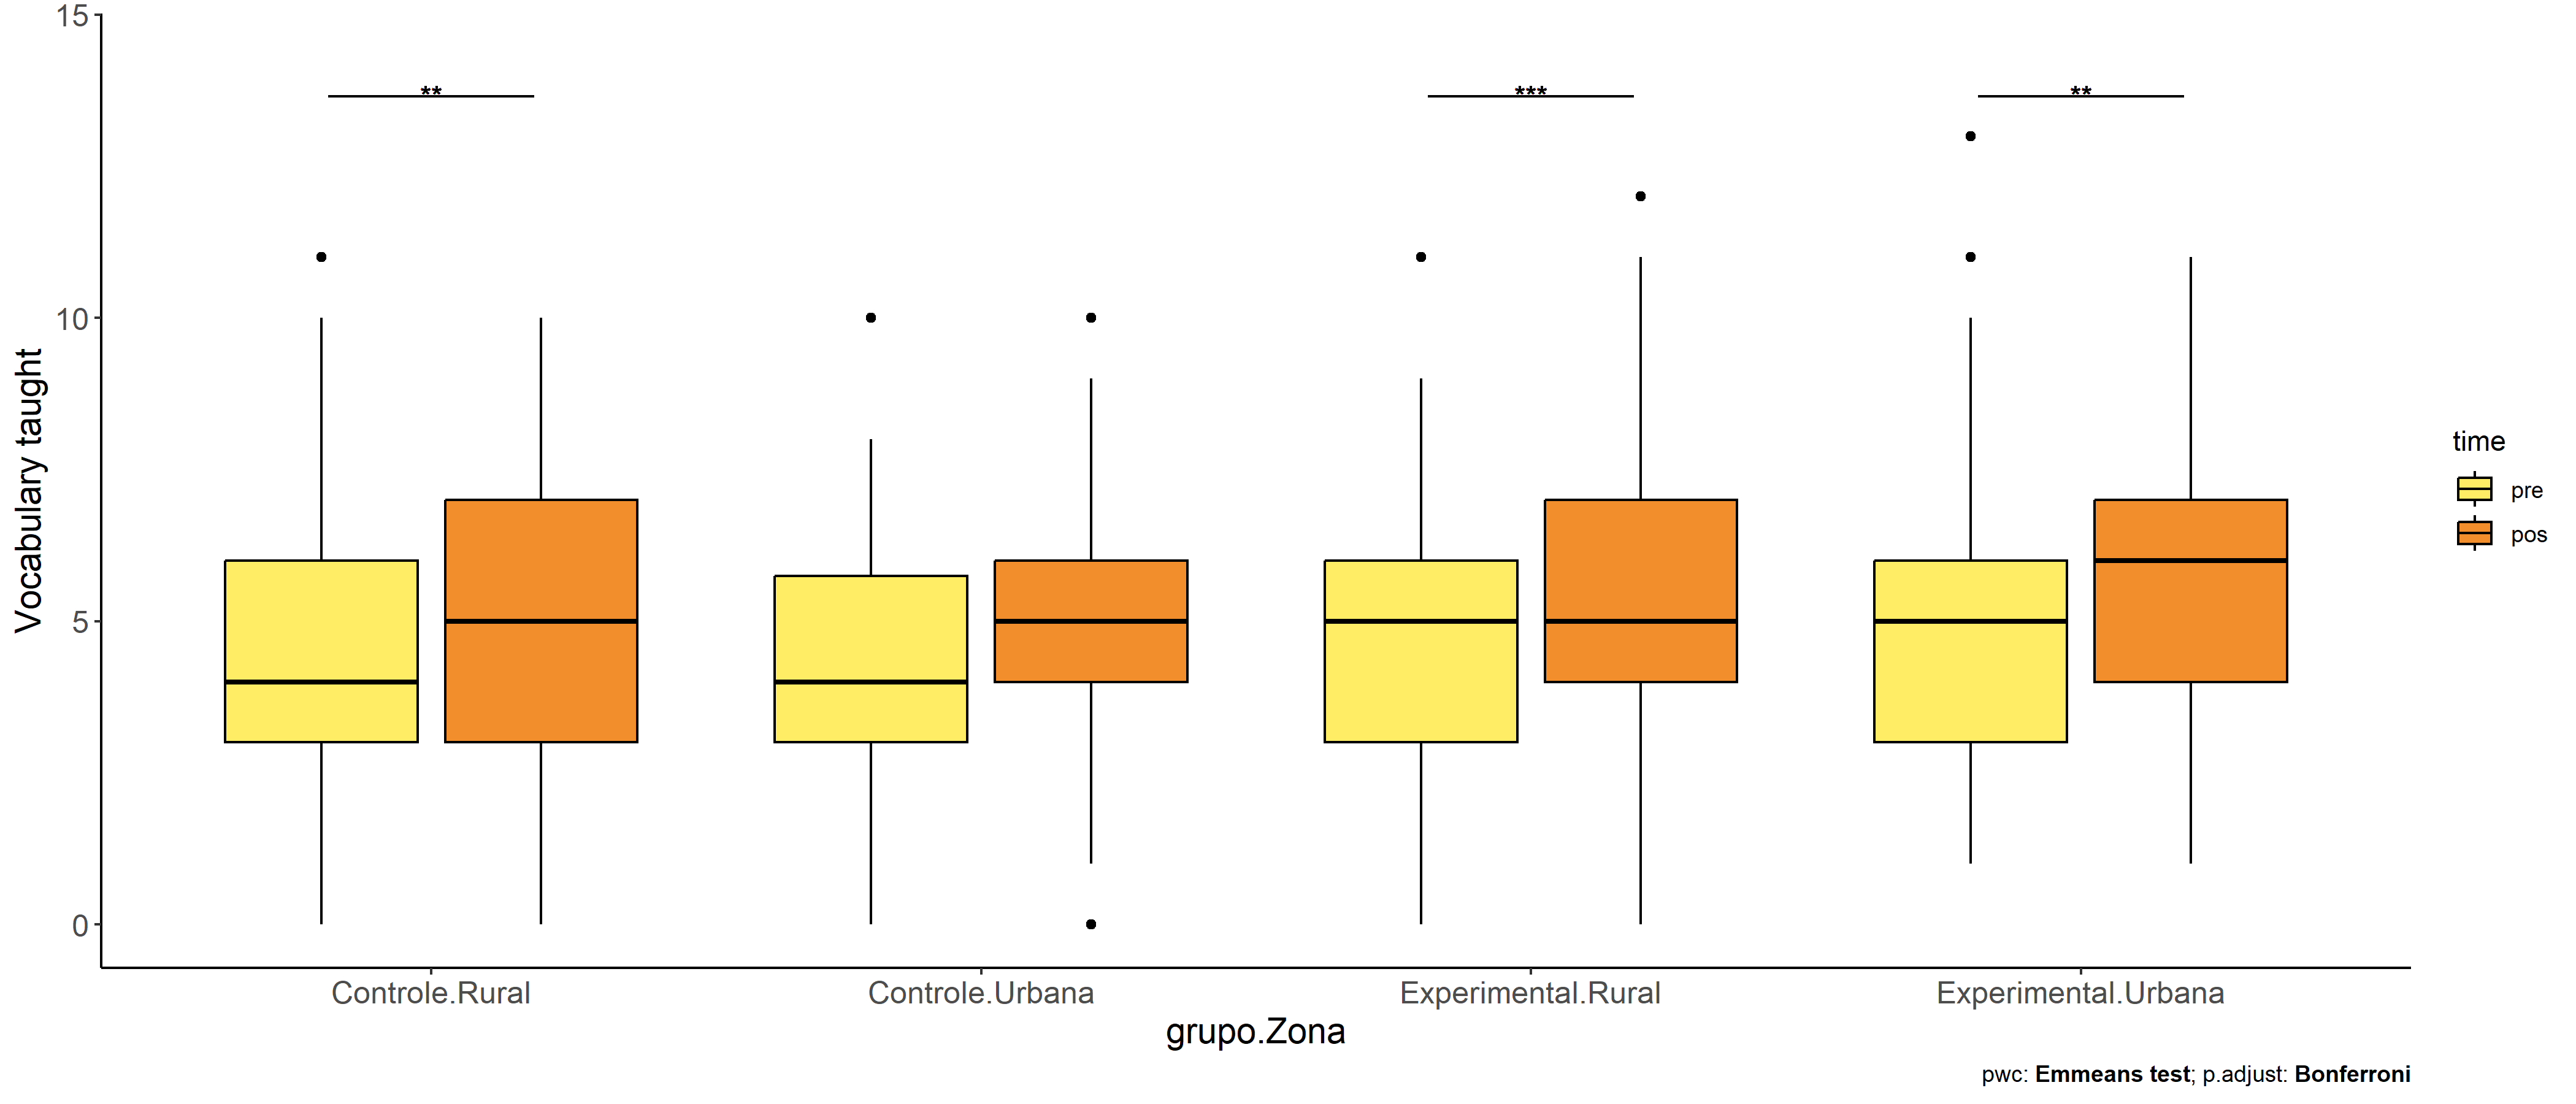 Vocabulary taught
15
10
5
0
**
***
**
Controle.Rural
Controle.Urbana
Experimental.Rural
Experimental.Urbana
grupo.Zona
time
pre
pos
pwc: Emmeans test; p.adjust: Bonferroni